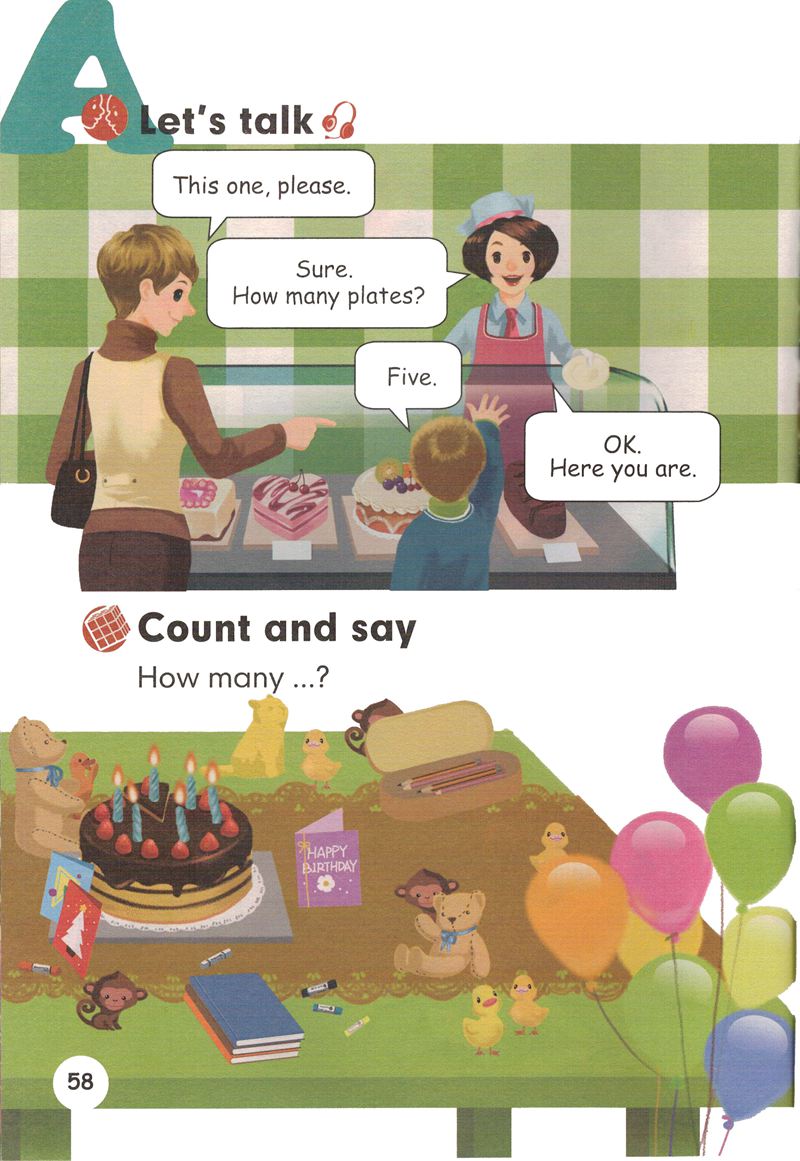 A
Let's talk
This one, please.
Sure.
How many plates?
Five.
OK.
Here you are.
Count and say
How many ...?
HAPPY
BIRTHDAY
58